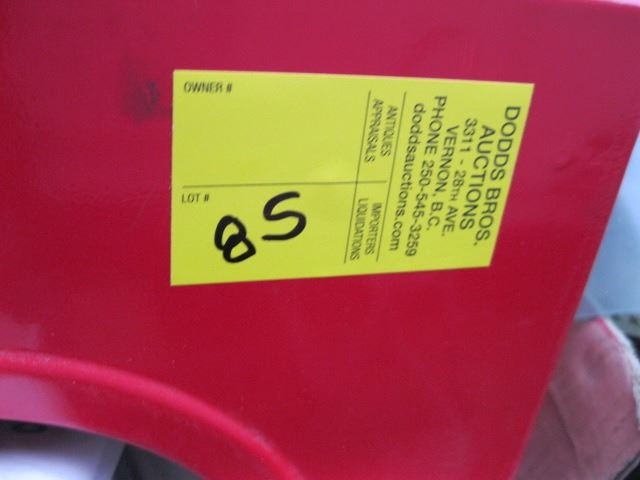 DODDS BROS.
AUCTIONS
3311 - 28TH AVE.
VERNON, B.C.
PHONE 250-545-3259
doddsauctions.com
ANTIQUES
APPRAISALS
IMPORTERS
LIQUIDATIONS
OWNER #
LOT #
85